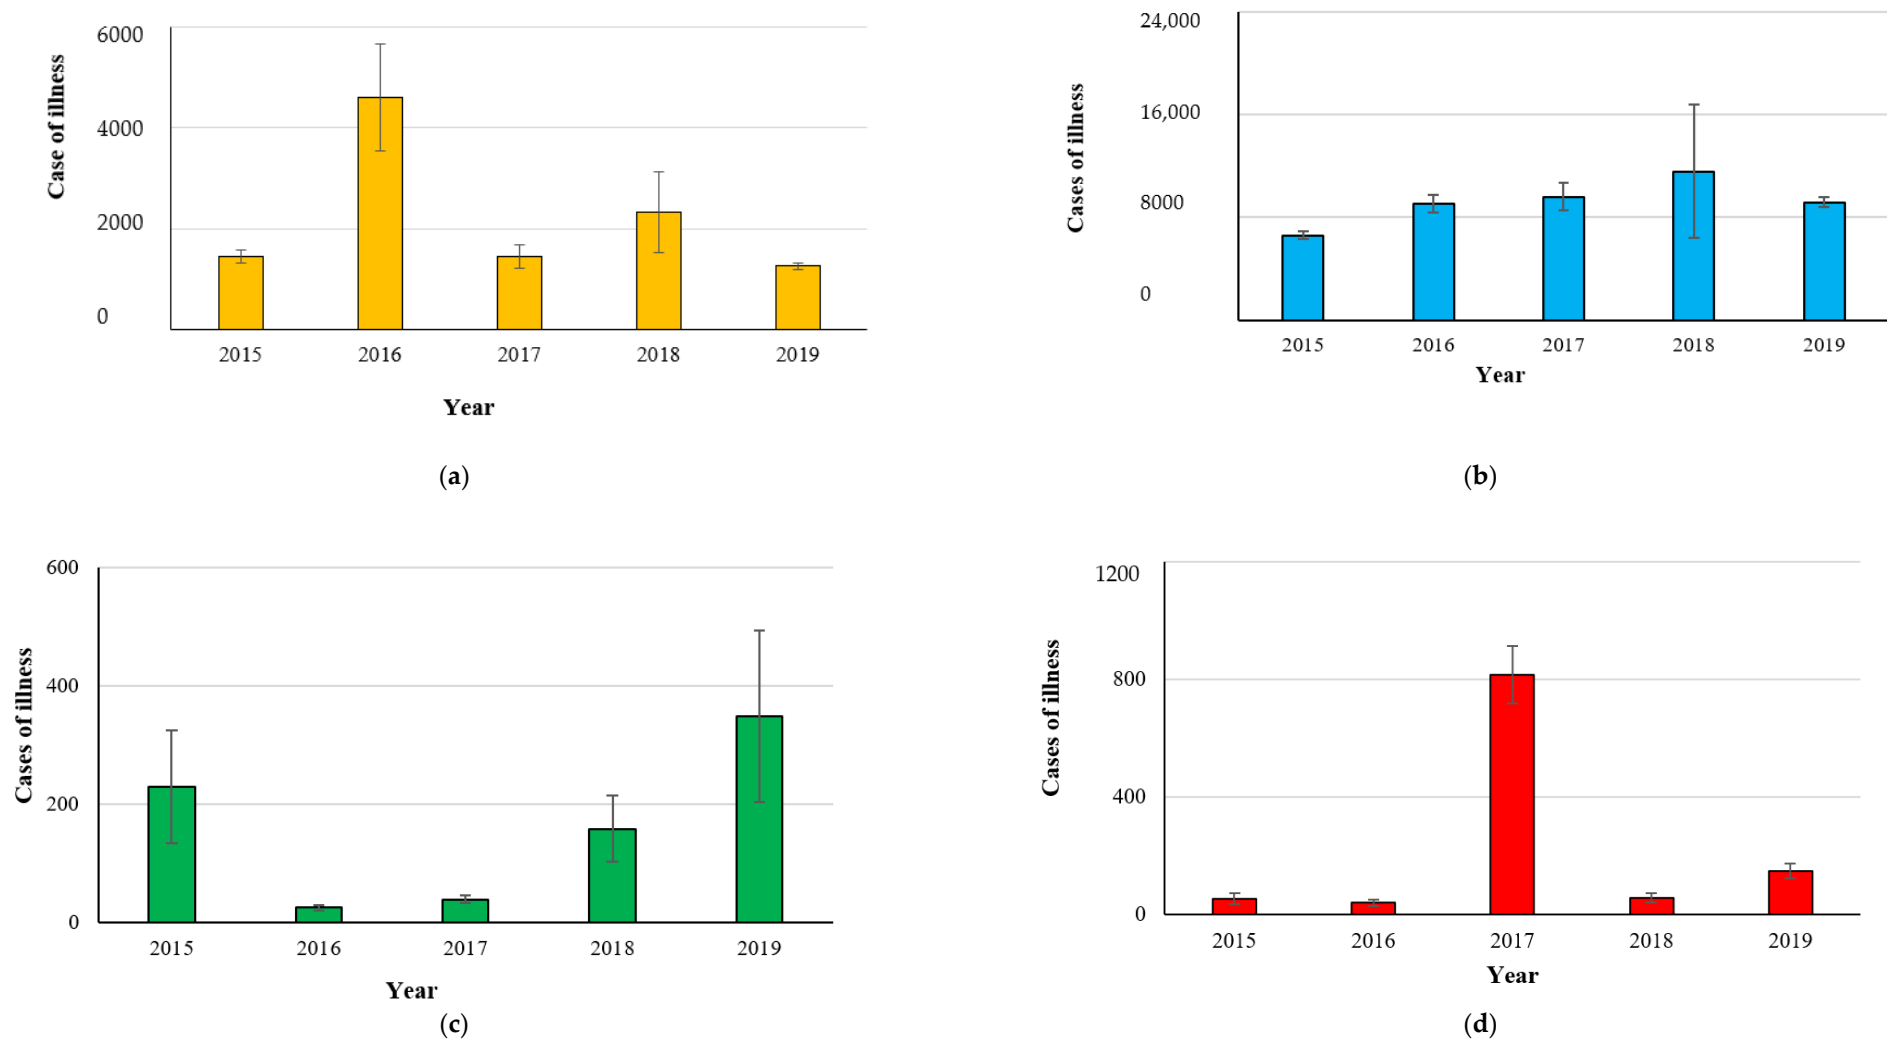 6000
4000
2000
0
Case of illness
2015 2016 2017 2018 2019
Year
(a)
24,000
16,000
8000
0
Cases of illness
2015 2016 2017 2018 2019
Year
(b)
600
400
200
0
Cases of illness
2015 2016 2017 2018 2019
Year
(c)
1200
800
400
0
Cases of illness
2015 2016 2017 2018 2019
Year
(d)